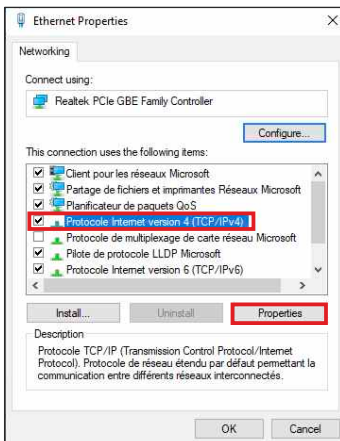 Ethernet Properties
Networking
Connect using:
Realtek PCIe GBE Family Controller
Configure...
This connection uses the following items:
Client pour les réseaux Microsoft
Partage de fichiers et imprimantes Réseaux Microsoft
Planificateur de paquets QoS
Protocole Internet version 4 (TCP/IPv4)
Protocole de multiplexage de carte réseau Microsoft
Pilote de protocole LLDP Microsoft
Protocole Internet version 6 (TCP/IPv6)
Install...
Uninstall
Properties
Description
Protocole TCP/IP (Transmission Control Protocol/Internet
Protocol). Protocole de réseau étendu par défaut permettant la
communication entre différents réseaux interconnectés.
OK
Cancel